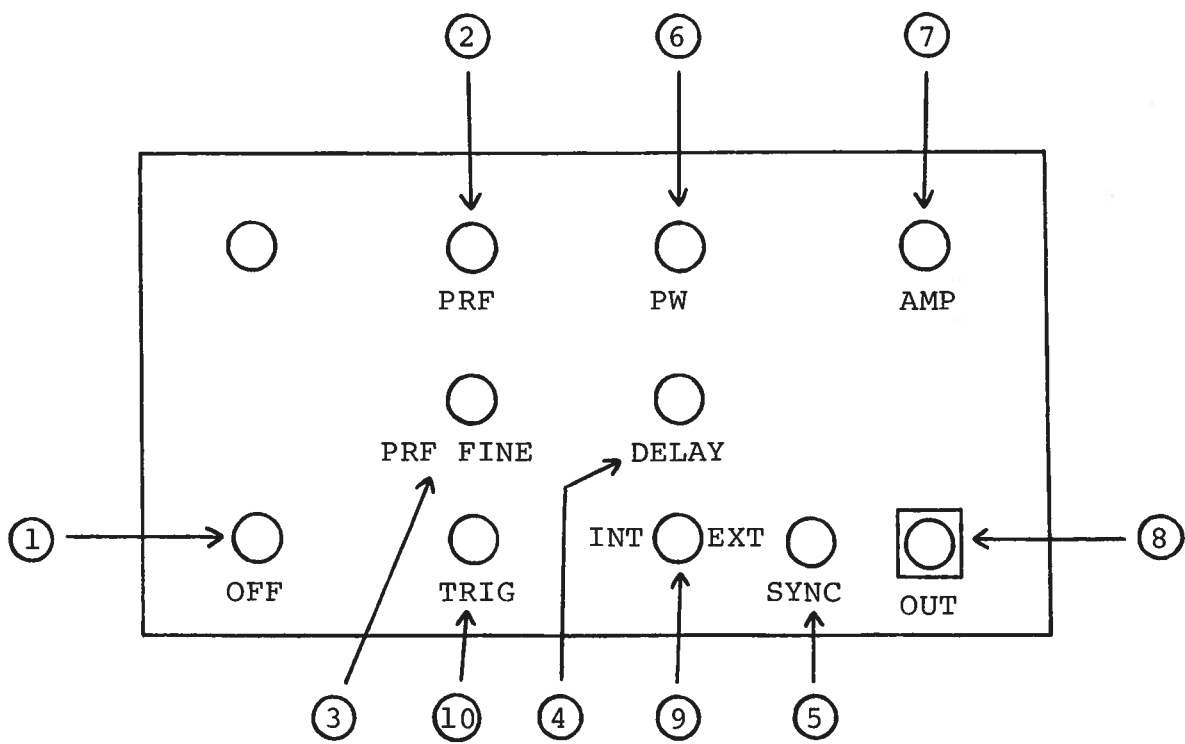 2 6 7
PRF PW AMP
PRF FINE DELAY
1 INT EXT 8
OFF TRIG SYNC OUT
3 10 4 9 5